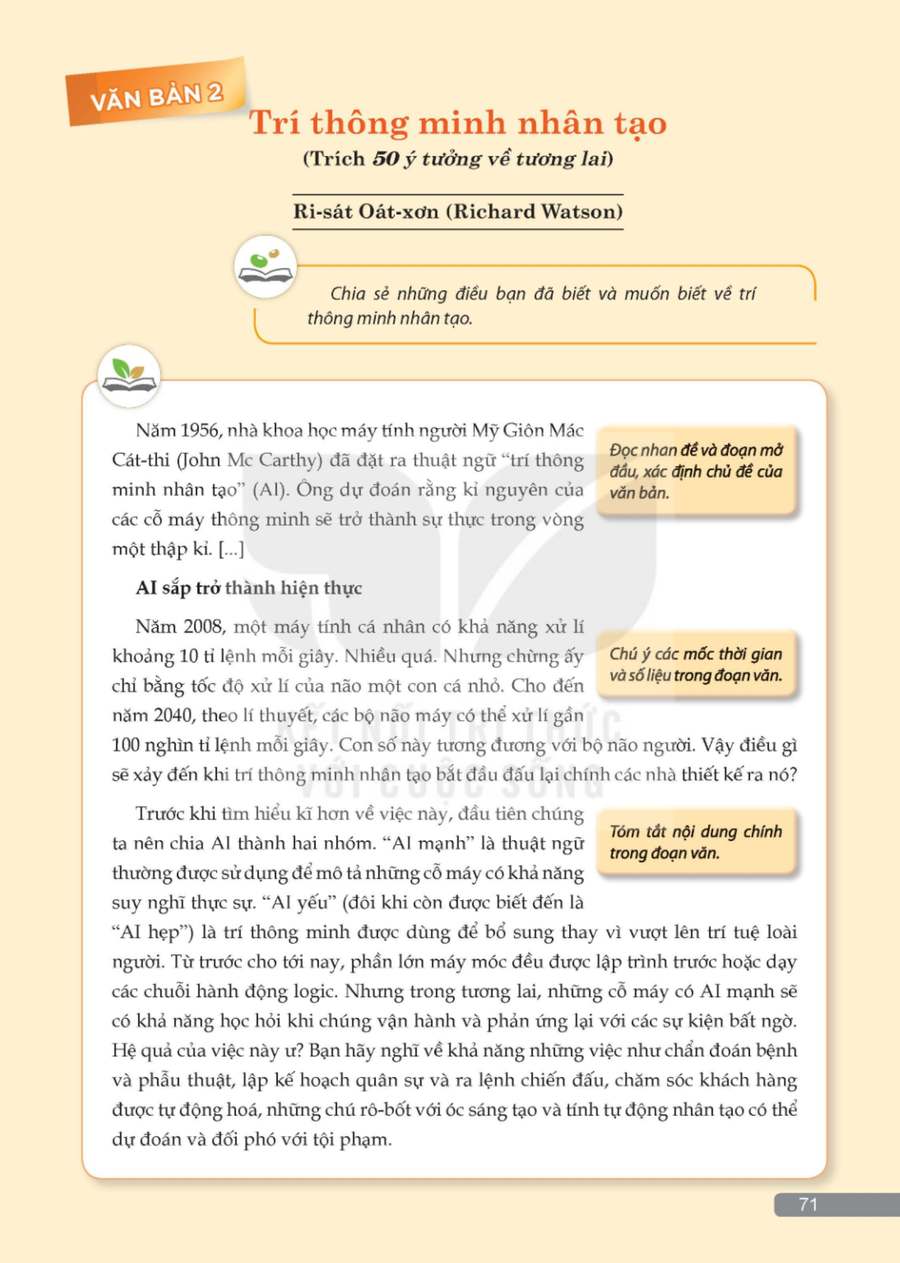 VĂN BẢN 2
Trí thông minh nhân tạo
(Trích 50 ý tưởng về tương lai)
Ri-sát Oát-xơn (Richard Watson)
Chia sẻ những điều bạn đã biết và muốn biết về trí
thông minh nhân tạo.
Năm 1956, nhà khoa học máy tính người Mỹ Giôn Mác
Cát-thi (John Mc Carthy) đã đặt ra thuật ngữ “trí thông
minh nhân tạo” (AI). Ông dự đoán rằng kỉ nguyên của
các cỗ máy thông minh sẽ trở thành sự thực trong vòng
một thập kỉ. [...]
Đọc nhan đề và đoạn mở
đầu, xác định chủ đề của
văn bản.
AI sắp trở thành hiện thực
Năm 2008, một máy tính cá nhân có khả năng xử lí
khoảng 10 tỉ lệnh mỗi giây. Nhiều quá. Nhưng chừng ấy
chỉ bằng tốc độ xử lí của não một con cá nhỏ. Cho đến
năm 2040, theo lí thuyết, các bộ não máy có thể xử lí gần
100 nghìn tỉ lệnh mỗi giây. Con số này tương đương với bộ não người. Vậy điều gì
sẽ xảy đến khi trí thông minh nhân tạo bắt đầu đấu lại chính các nhà thiết kế ra nó?
Chú ý các mốc thời gian
và số liệu trong đoạn văn.
Trước khi tìm hiểu kĩ hơn về việc này, đầu tiên chúng
ta nên chia AI thành hai nhóm. “AI mạnh” là thuật ngữ
thường được sử dụng để mô tả những cỗ máy có khả năng
suy nghĩ thực sự. “AI yếu” (đôi khi còn được biết đến là
“AI hẹp”) là trí thông minh được dùng để bổ sung thay vì vượt lên trí tuệ loài
người. Từ trước cho tới nay, phần lớn máy móc đều được lập trình trước hoặc dạy
các chuỗi hành động logic. Nhưng trong tương lai, những cỗ máy có AI mạnh sẽ
có khả năng học hỏi khi chúng vận hành và phản ứng lại với các sự kiện bất ngờ.
Hệ quả của việc này ư? Bạn hãy nghĩ về khả năng những việc như chẩn đoán bệnh
và phẫu thuật, lập kế hoạch quân sự và ra lệnh chiến đấu, chăm sóc khách hàng
được tự động hoá, những chú rô-bốt với óc sáng tạo và tính tự động nhân tạo có thể
dự đoán và đối phó với tội phạm.
Tóm tắt nội dung chính
trong đoạn văn.
KẾT NỐI TRI THỨC
VỚI CUỘC SỐNG
71